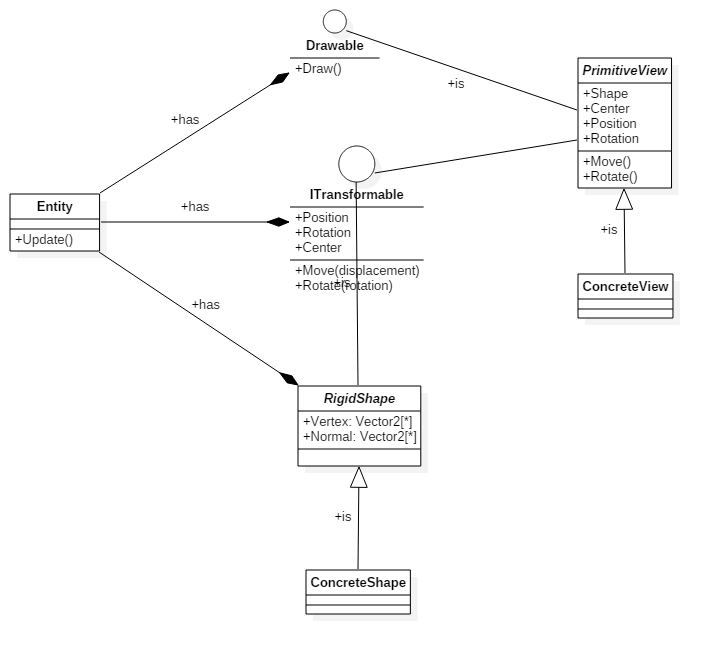 Drawable
+Draw()
+is
PrimitiveView
+Shape
+Center
+Position
+Rotation
+Move()
+Rotate()
+has
Entity
+Update()
+has
ITransformable
+Position
+Rotation
+Center
+Move(displacement)
+Rotate(rotation)
+is
+is
ConcreteView
+has
RigidShape
+Vertex: Vector2[*]
+Normal: Vector2[*]
+is
ConcreteShape